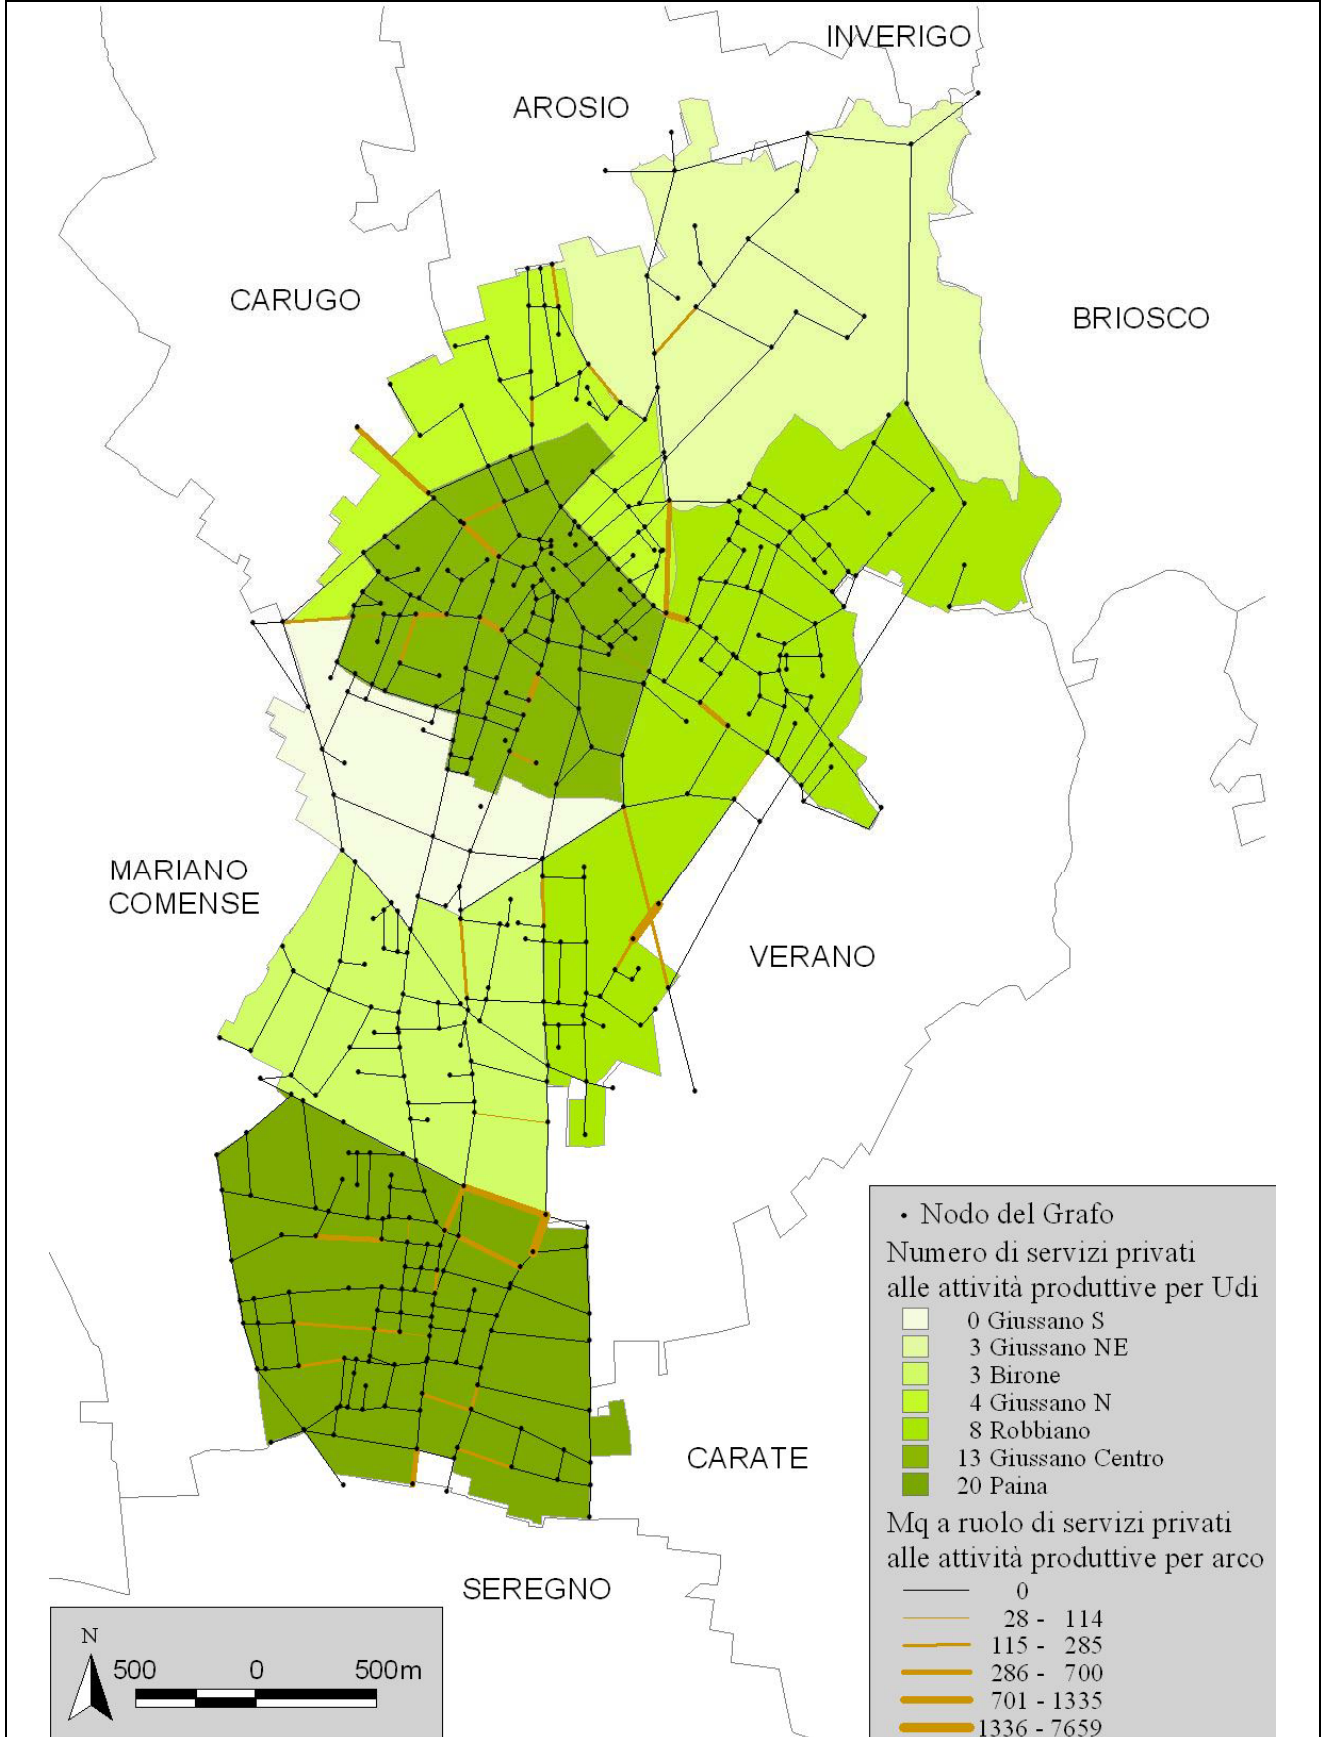 INVERIGO
AROSIO
CARUGO
BRIOSCO
MARIANO
COMENSE
VERANO
CARATE
SEREGNO
· Nodo del Grafo
Numero di servizi privati
alle attività produttive per Udi
0 Giussano S
3 Giussano NE
3 Birone
4 Giussano N
8 Robbiano
13 Giussano Centro
20 Paina
Mq a ruolo di servizi privati
alle attività produttive per arco
0
28 - 114
115 - 285
286 - 700
701 - 1335
1336 - 7659
N
500 0 500m